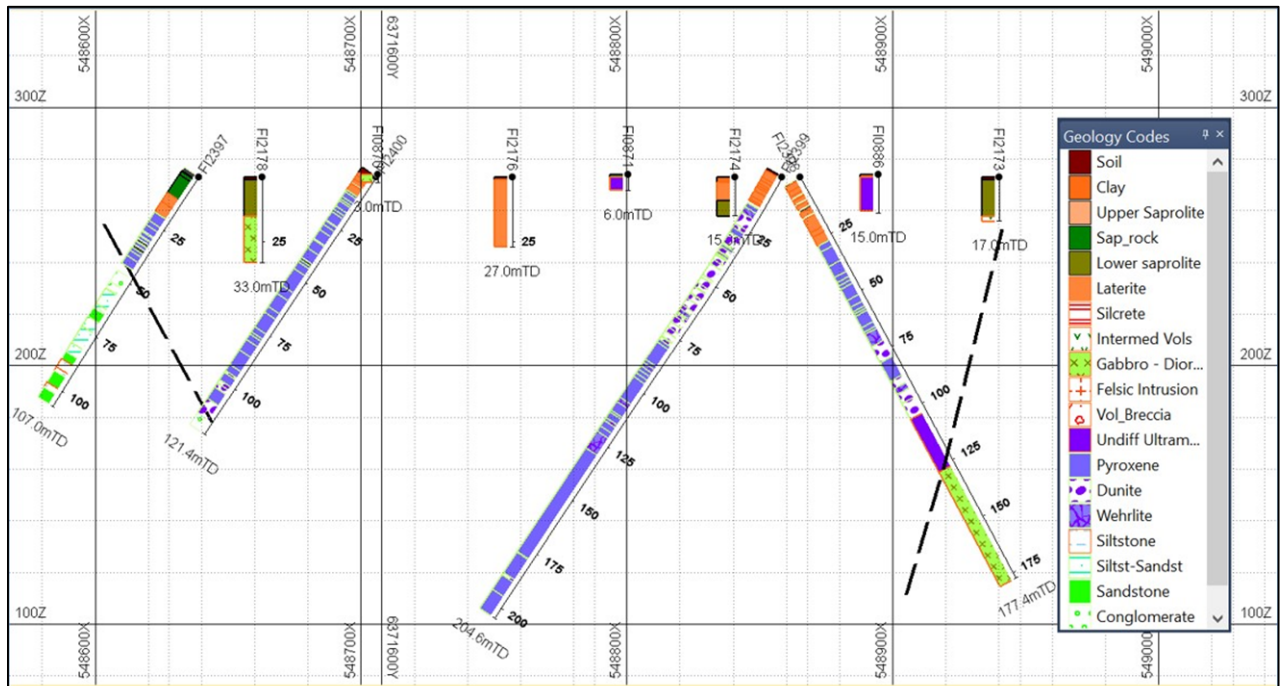 548600X
548700X
6371600Y
548800X
548900X
300Z
300Z
FI2397
FI2178
FI2400
FI2176
FI0871
FI2174
FI0886
FI2173
3.0mTD
6.0mTD
15.0mTD
17.0mTD
27.0mTD
33.0mTD
25
25
25
25
25
50
50
50
50
75
75
75
75
100
100
100
100
125
125
150
150
175
175
200
200Z
200Z
107.0mTD
121.4mTD
204.6mTD
177.4mTD
100Z
100Z
548600X
548700X
6371600Y
548800X
548900X
549000X
Geology Codes
Soil
Clay
Upper Saprolite
Sap_rock
Lower saprolite
Laterite
Silcrete
Intermed Vols
Gabbro - Dior...
Felsic Intrusion
Vol_Breccia
Undiff Ultram...
Pyroxene
Dunite
Wehrlite
Siltstone
Siltst-Sandst
Sandstone
Conglomerate